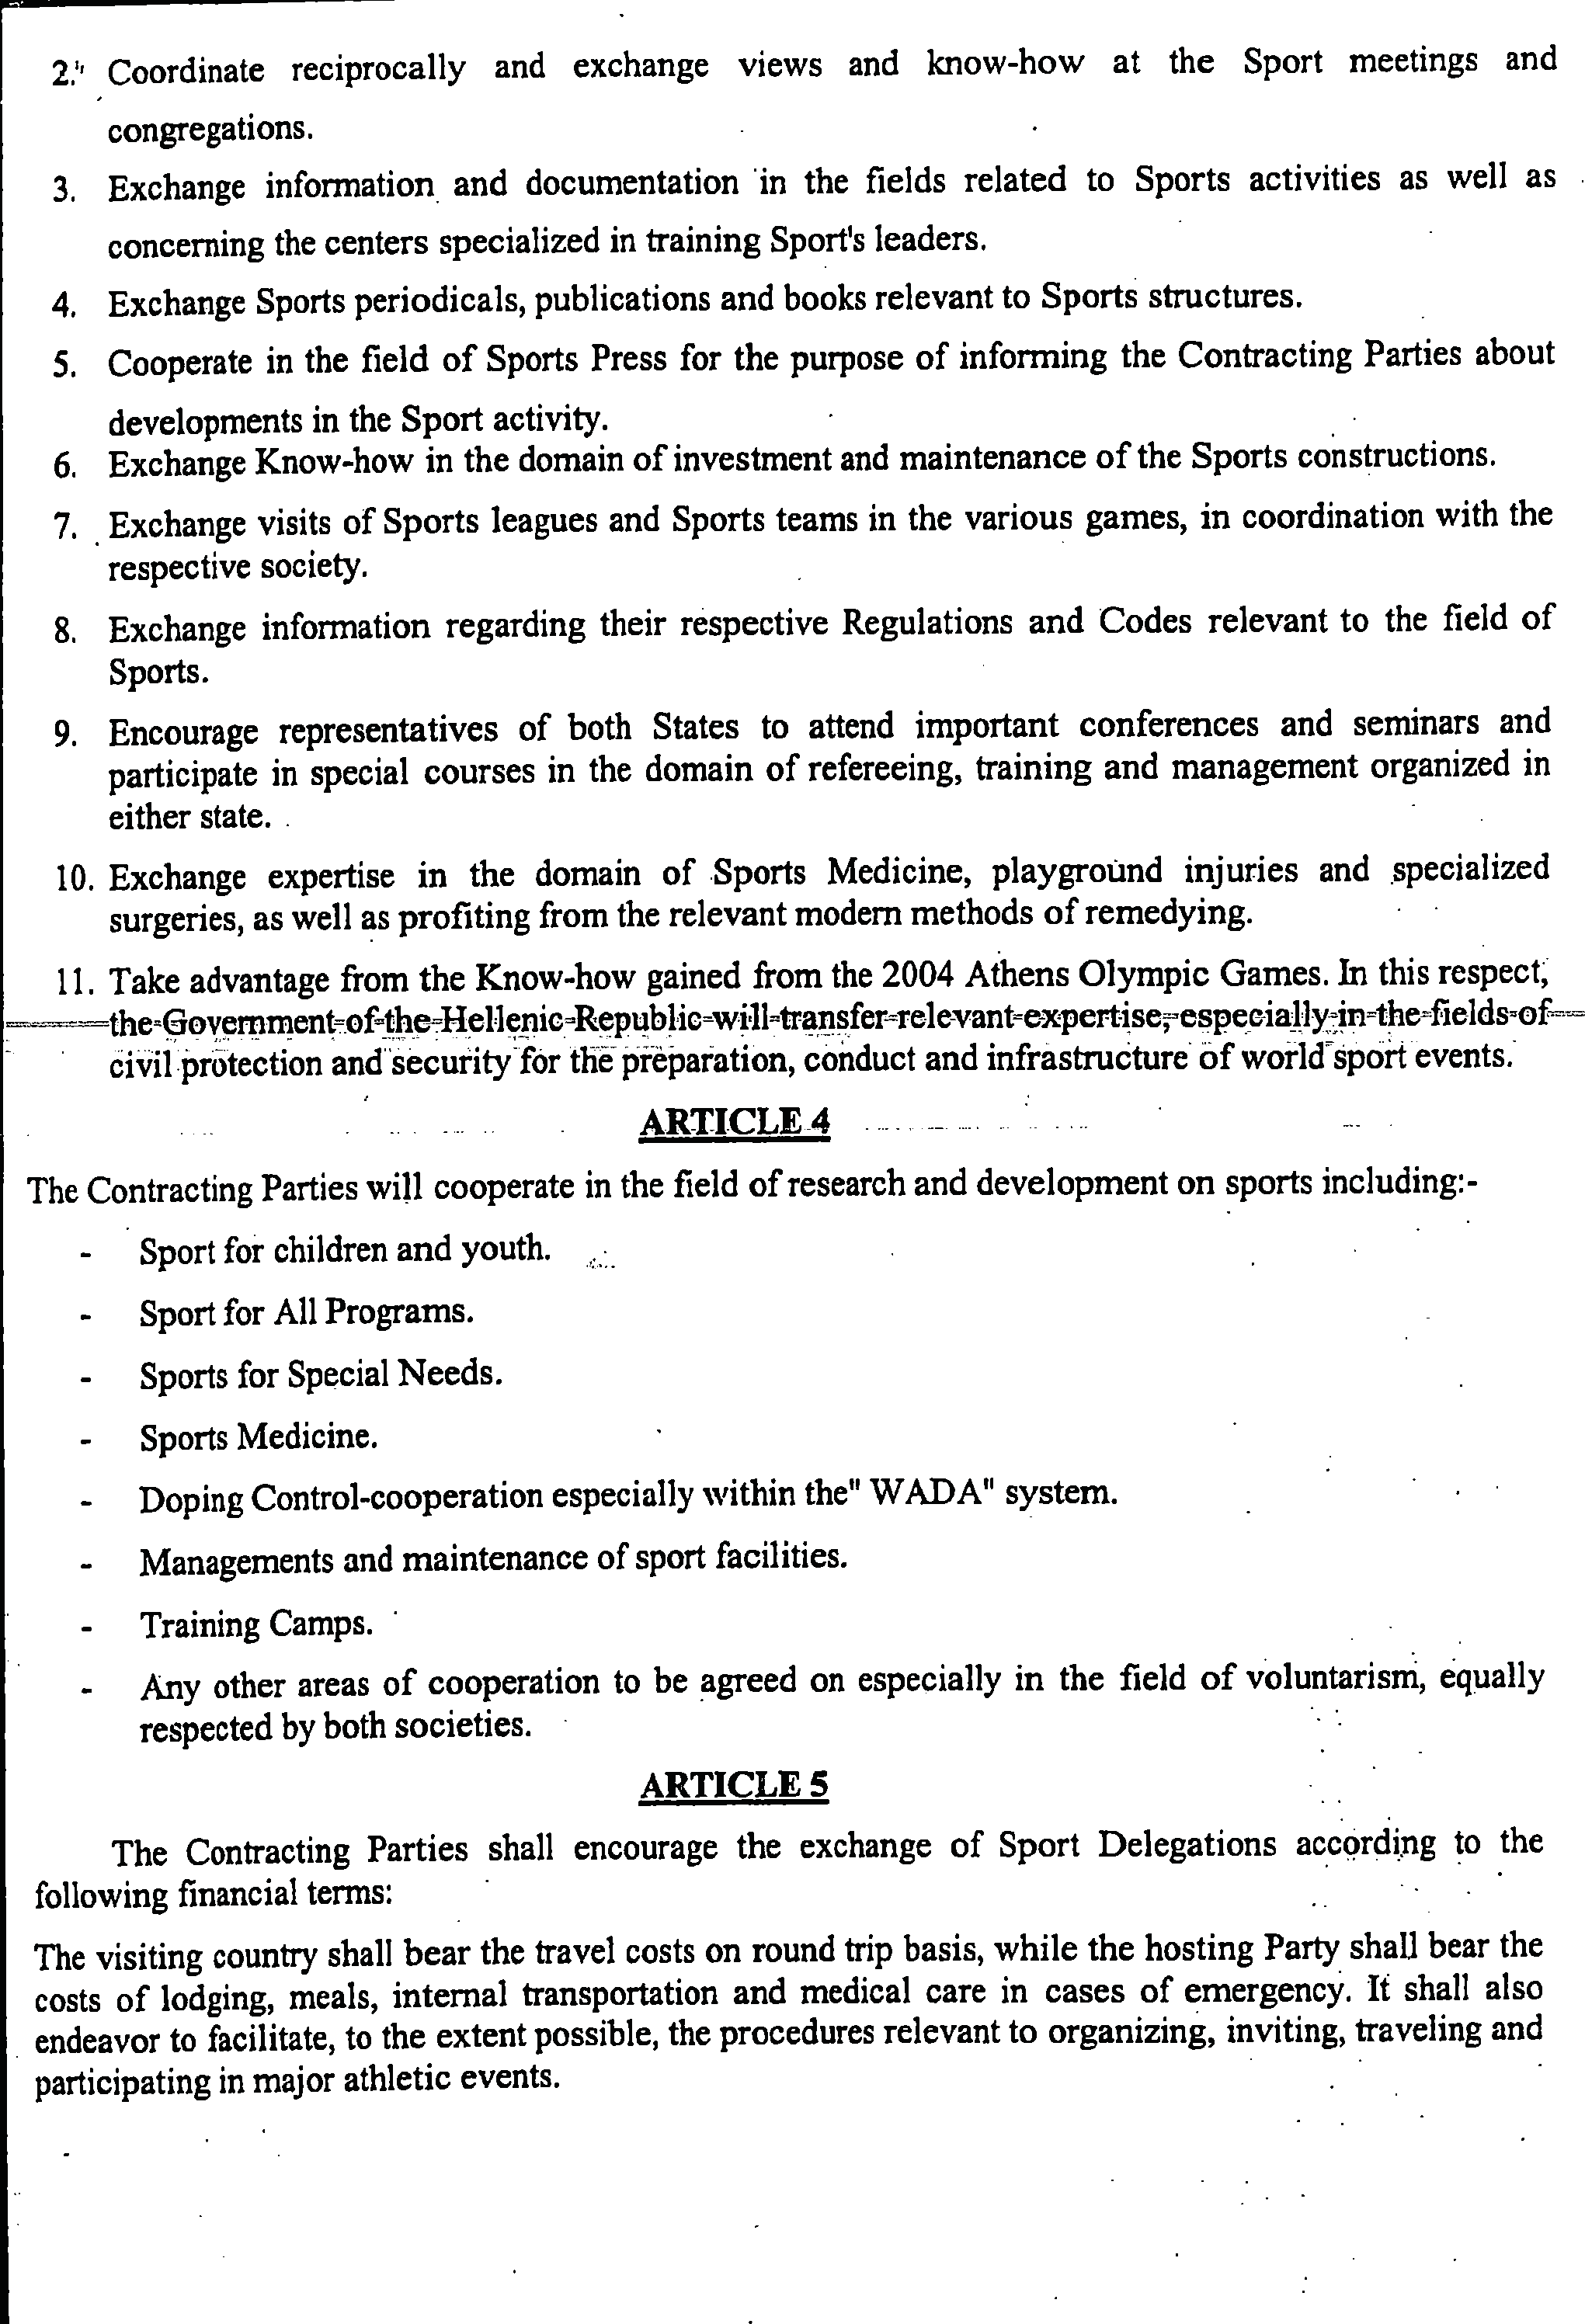 2. Coordinate reciprocally and exchange views and know-how at the Sport meetings and
congregations.
3. Exchange information and documentation in the fields related to Sports activities as well as
concerning the centers specialized in training Sport's leaders.
4. Exchange Sports periodicals, publications and books relevant to Sports structures.
5. Cooperate in the field of Sports Press for the purpose of informing the Contracting Parties about
developments in the Sport activity.
6. Exchange Know-how in the domain of investment and maintenance of the Sports constructions.
7. Exchange visits of Sports leagues and Sports teams in the various games, in coordination with the
respective society.
8. Exchange information regarding their respective Regulations and Codes relevant to the field of
Sports.
9. Encourage representatives of both States to attend important conferences and seminars and
participate in special courses in the domain of refereeing, training and management organized in
either state.
10. Exchange expertise in the domain of Sports Medicine, playground injuries and specialized
surgeries, as well as profiting from the relevant modern methods of remedying.
11. Take advantage from the Know-how gained from the 2004 Athens Olympic Games. In this respect,
the Government of the Hellenic Republic will transfer relevant expertise, especially in the fields of
civil protection and security for the preparation, conduct and infrastructure of world sport events.
ARTICLE 4
The Contracting Parties will cooperate in the field of research and development on sports including:-
- Sport for children and youth.
- Sport for All Programs.
- Sports for Special Needs.
- Sports Medicine.
- Doping Control-cooperation especially within the" WADA" system.
- Managements and maintenance of sport facilities.
- Training Camps.
- Any other areas of cooperation to be agreed on especially in the field of voluntarism, equally
respected by both societies.
ARTICLE 5
The Contracting Parties shall encourage the exchange of Sport Delegations according to the
following financial terms:
The visiting country shall bear the travel costs on round trip basis, while the hosting Party shall bear the
costs of lodging, meals, internal transportation and medical care in cases of emergency. It shall also
endeavor to facilitate, to the extent possible, the procedures relevant to organizing, inviting, traveling and
participating in major athletic events.